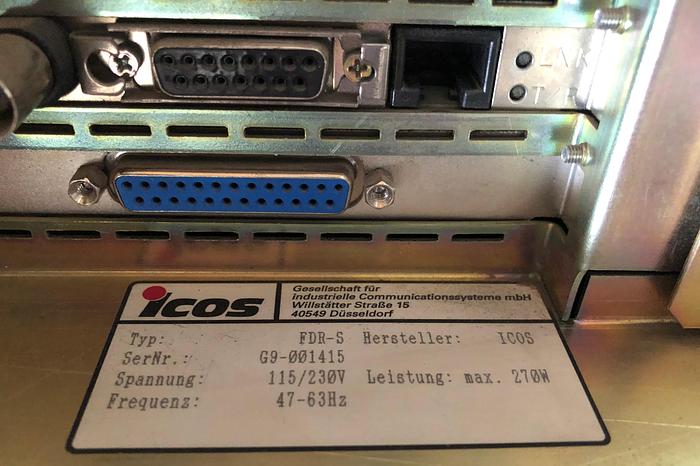 LNK
T/R
icos
Gesellschaft für
industrielle Communicationssysteme mbH
Willstätter Straße 15
40549 Düsseldorf
Typ: FDR-S Hersteller: ICOS
SerNr.: G9-001415
Spannung: 115/230V Leistung: max. 270W
Frequenz: 47-63Hz